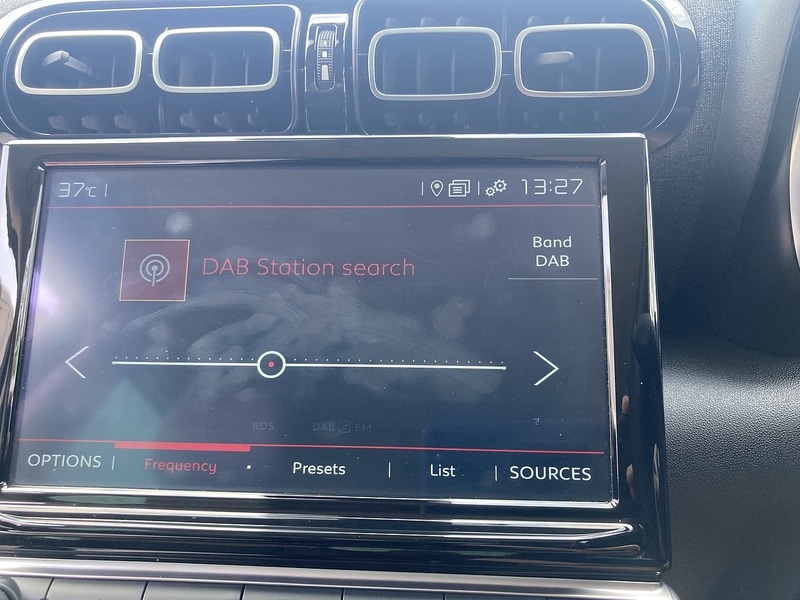 37°C
13:27
DAB Station search
Band
DAB
RDS
DAB FM
OPTIONS
Frequency
Presets
List
SOURCES